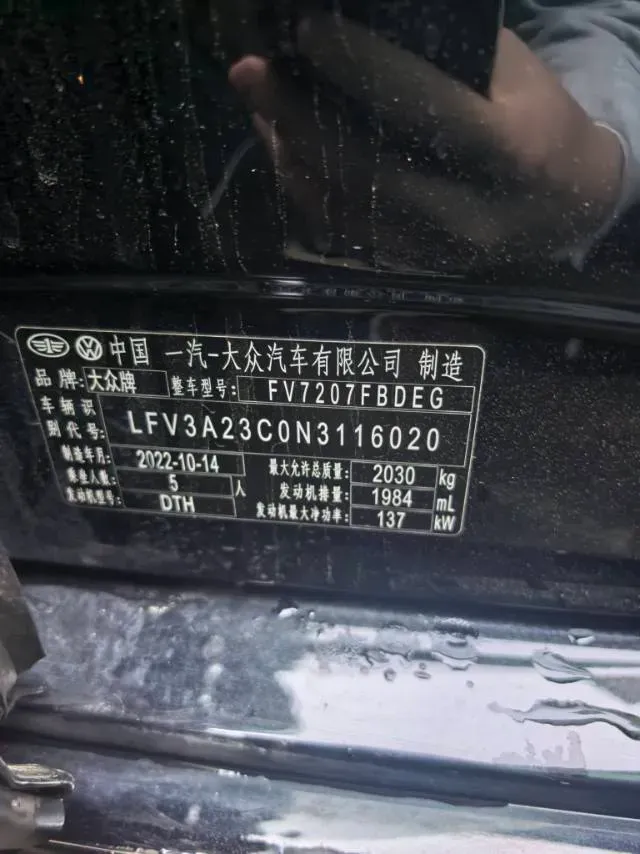 中国 一汽-大众汽车有限公司 制造
品牌: 大众牌 整车型号: FV7207FBDEG
车辆识别代号: LFV3A23C0N3116020
制造年月: 2022-10-14 最大允许总质量: 2030 kg
乘坐人数: 5 人 发动机排量: 1984 mL
发动机型号: DTH 发动机最大净功率: 137 kW